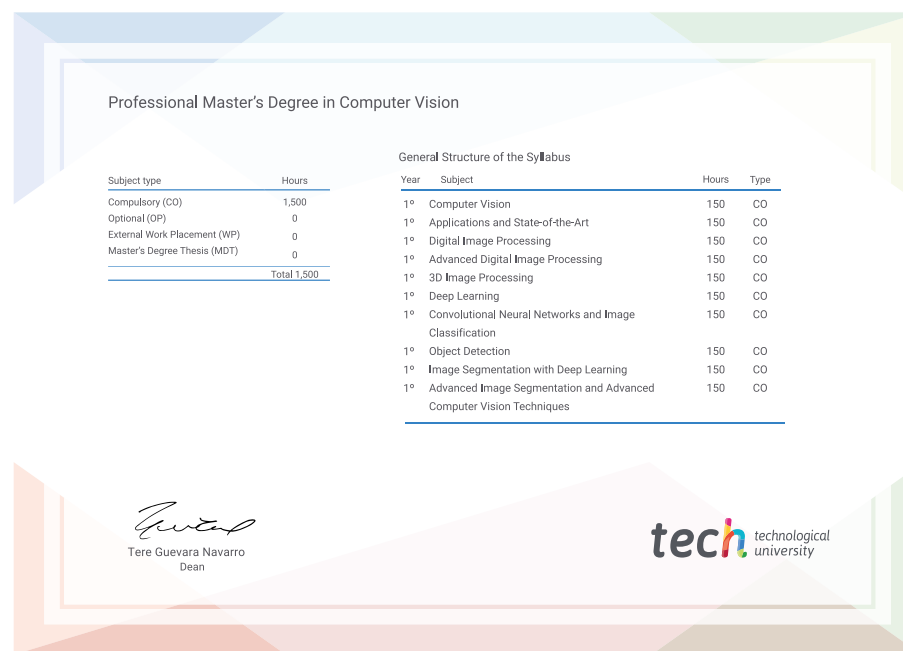 Professional Master's Degree in Computer Vision
Subject type Hours
Compulsory (CO) 1,500
Optional (OP) 0
External Work Placement (WP) 0
Master's Degree Thesis (MDT) 0
Total 1,500
General Structure of the Syllabus
Year Subject Hours Type
1º Computer Vision 150 CO
1º Applications and State-of-the-Art 150 CO
1º Digital Image Processing 150 CO
1º Advanced Digital Image Processing 150 CO
1º 3D Image Processing 150 CO
1º Deep Learning 150 CO
1º Convolutional Neural Networks and Image 150 CO
Classification
1º Object Detection 150 CO
1º Image Segmentation with Deep Learning 150 CO
1º Advanced Image Segmentation and Advanced 150 CO
Computer Vision Techniques
Tere Guevara Navarro
Dean
tech technological
university